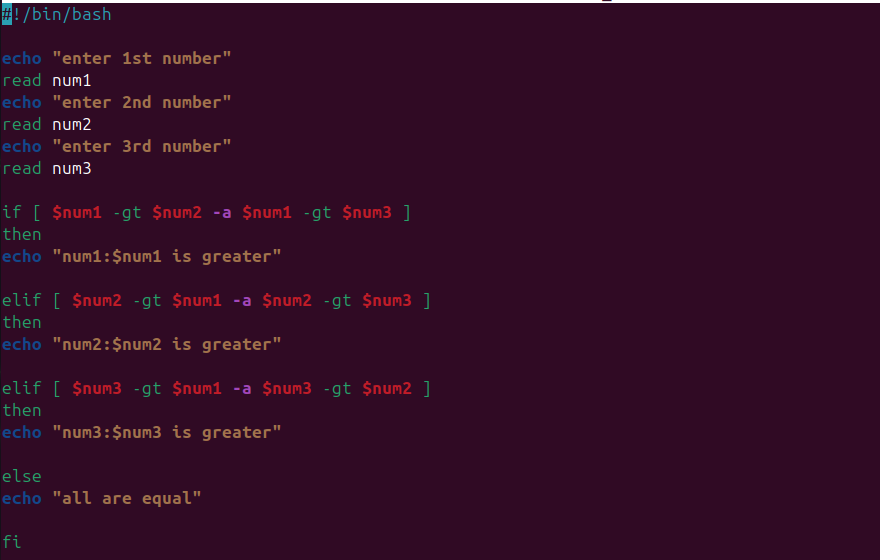 #!/bin/bash
echo "enter 1st number"
read num1
echo "enter 2nd number"
read num2
echo "enter 3rd number"
read num3
if [ $num1 -gt $num2 -a $num1 -gt $num3 ]
then
echo "num1:$num1 is greater"
elif [ $num2 -gt $num1 -a $num2 -gt $num3 ]
then
echo "num2:$num2 is greater"
elif [ $num3 -gt $num1 -a $num3 -gt $num2 ]
then
echo "num3:$num3 is greater"
else
echo "all are equal"
fi